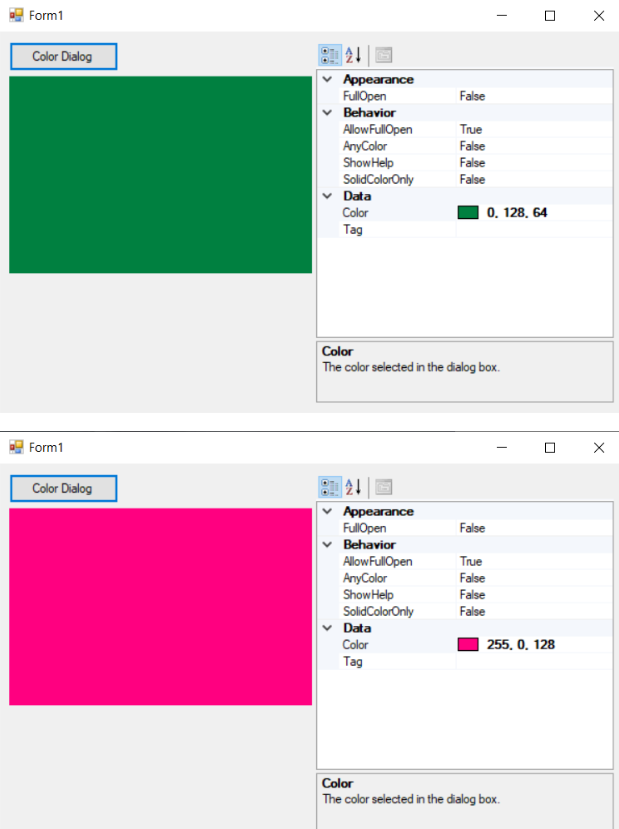 Form1
Color Dialog
Appearance
FullOpen False
Behavior
AllowFullOpen True
AnyColor False
ShowHelp False
SolidColorOnly False
Data
Color 0, 128, 64
Tag
Color
The color selected in the dialog box.
Form1
Color Dialog
Appearance
FullOpen False
Behavior
AllowFullOpen True
AnyColor False
ShowHelp False
SolidColorOnly False
Data
Color 255, 0, 128
Tag
Color
The color selected in the dialog box.